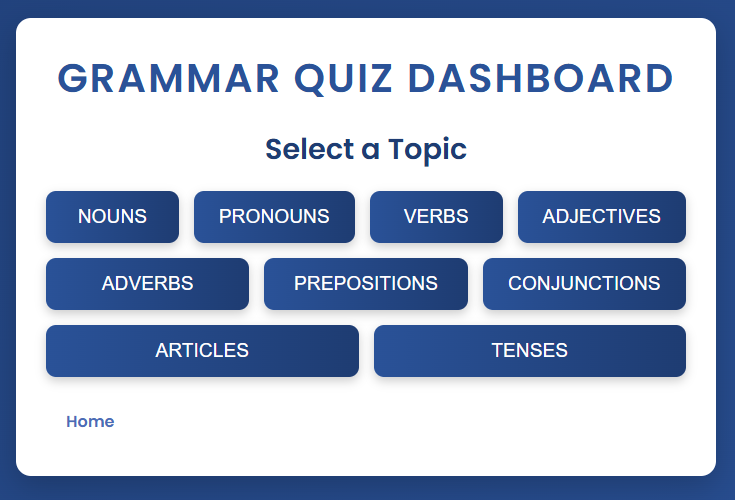 GRAMMAR QUIZ DASHBOARD
Select a Topic
NOUNS PRONOUNS VERBS ADJECTIVES
ADVERBS PREPOSITIONS CONJUNCTIONS
ARTICLES TENSES
Home